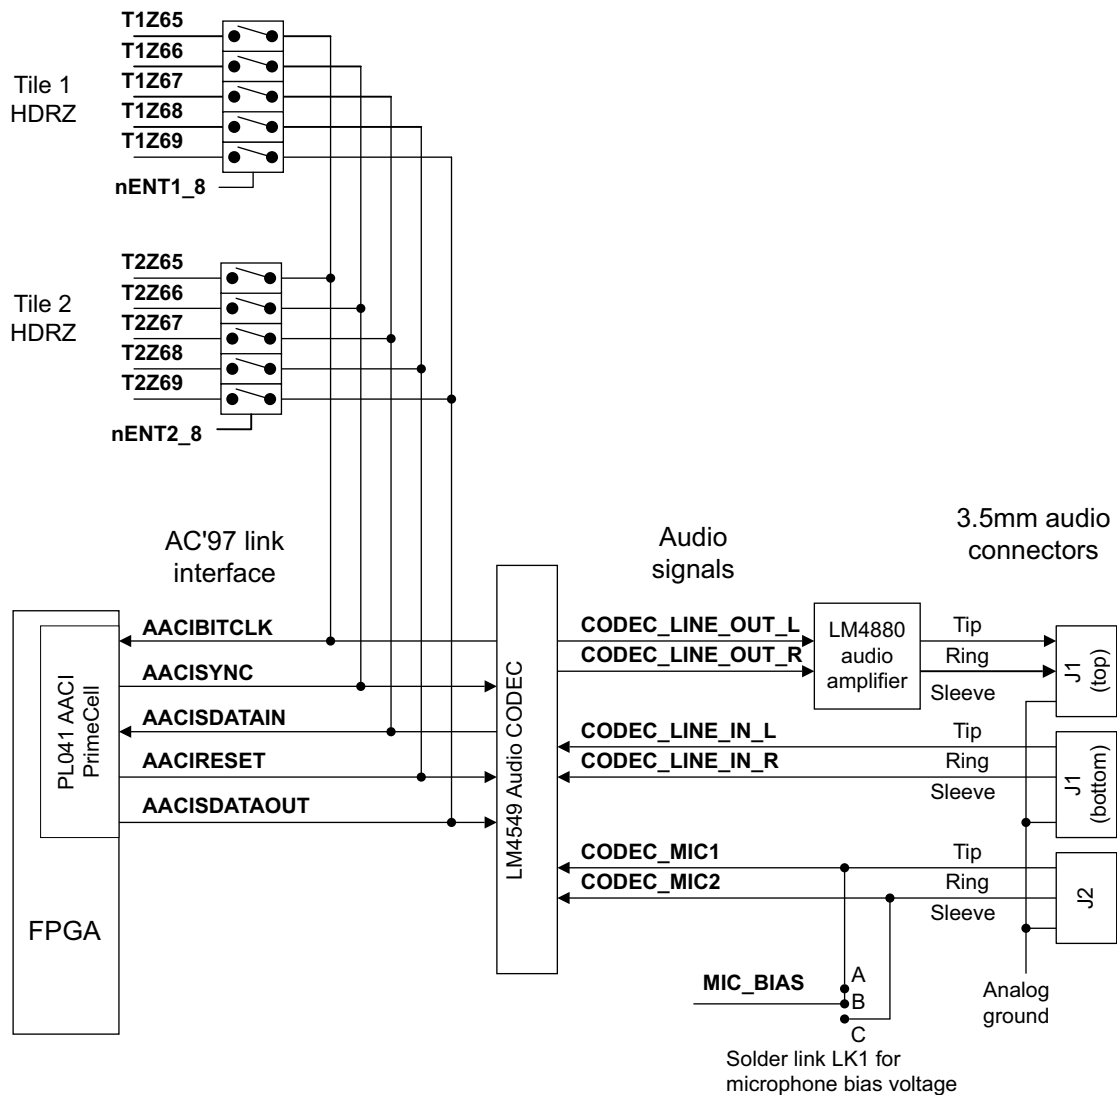 T1Z65
T1Z66
T1Z67
T1Z68
T1Z69
Tile 1
HDRZ
nENT1_8
T2Z65
T2Z66
T2Z67
T2Z68
T2Z69
Tile 2
HDRZ
nENT2_8
AC'97 link
interface
Audio
signals
3.5mm audio
connectors
PL041 AACI
PrimeCell
FPGA
AACIBITCLK
AACISYNC
AACISDATAIN
AACIRESET
AACISDATAOUT
LM4549 Audio CODEC
CODEC_LINE_OUT_L
CODEC_LINE_OUT_R
LM4880
audio
amplifier
Tip
Ring
Sleeve
J1
(top)
CODEC_LINE_IN_L
CODEC_LINE_IN_R
Tip
Ring
Sleeve
J1
(bottom)
CODEC_MIC1
CODEC_MIC2
Tip
Ring
Sleeve
J2
MIC_BIAS
A
B
C
Analog
ground
Solder link LK1 for
microphone bias voltage